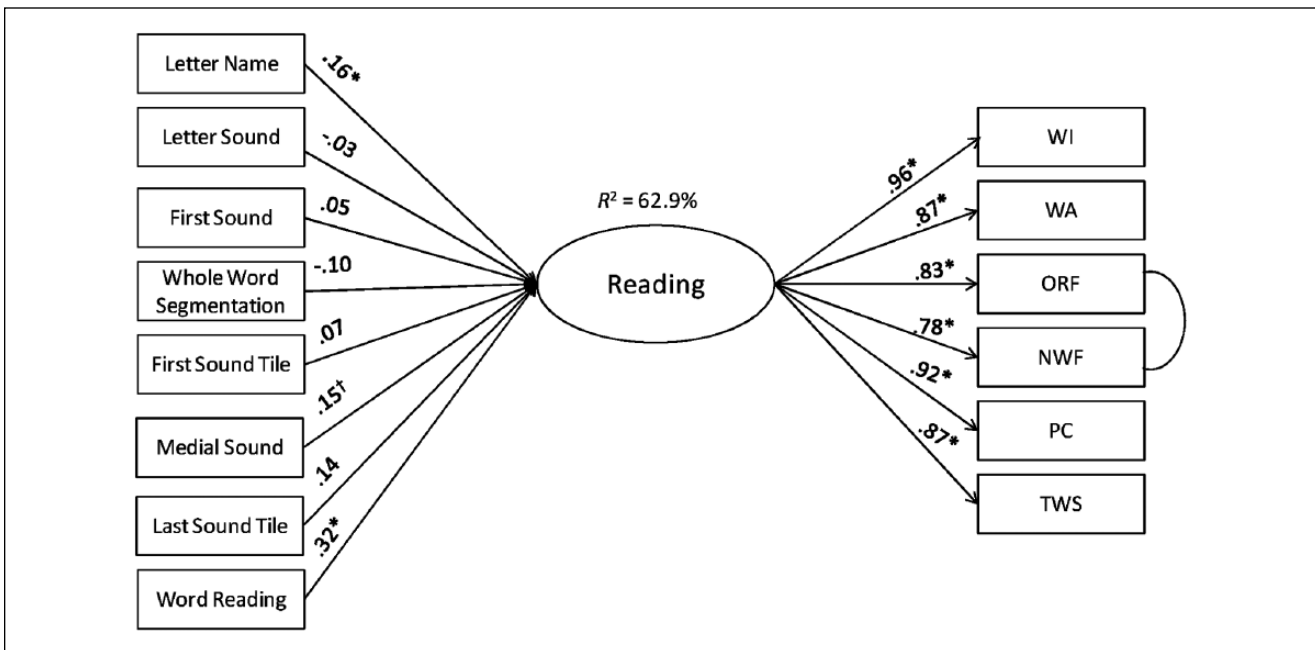 Letter Name
.16*
Letter Sound
-.03
First Sound
.05
Whole Word
Segmentation
-.10
First Sound Tile
.07
Medial Sound
.15†
Last Sound Tile
.14
Word Reading
.32*
R² = 62.9%
Reading
.96*
WI
.87*
WA
.83*
ORF
.78*
NWF
.92*
PC
.87*
TWS